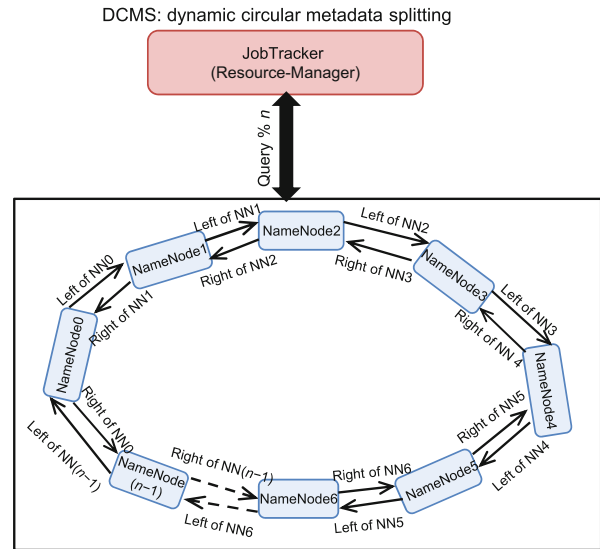 DCMS: dynamic circular metadata splitting
JobTracker
(Resource-Manager)
Query % n
Left of NN1
NameNode2
Left of NN2
NameNode1
Right of NN2
Right of NN3
Left of NN0
NameNode3
Right of NN1
Left of NN3
NameNode0
Right of NN 4
NameNode4
Right of NN0
Right of NN5
Left of NN(n−1)
Right of NN(n−1)
NameNode
(n−1)
Right of NN6
NameNode5
Left of NN4
NameNode6
Left of NN6
Left of NN5